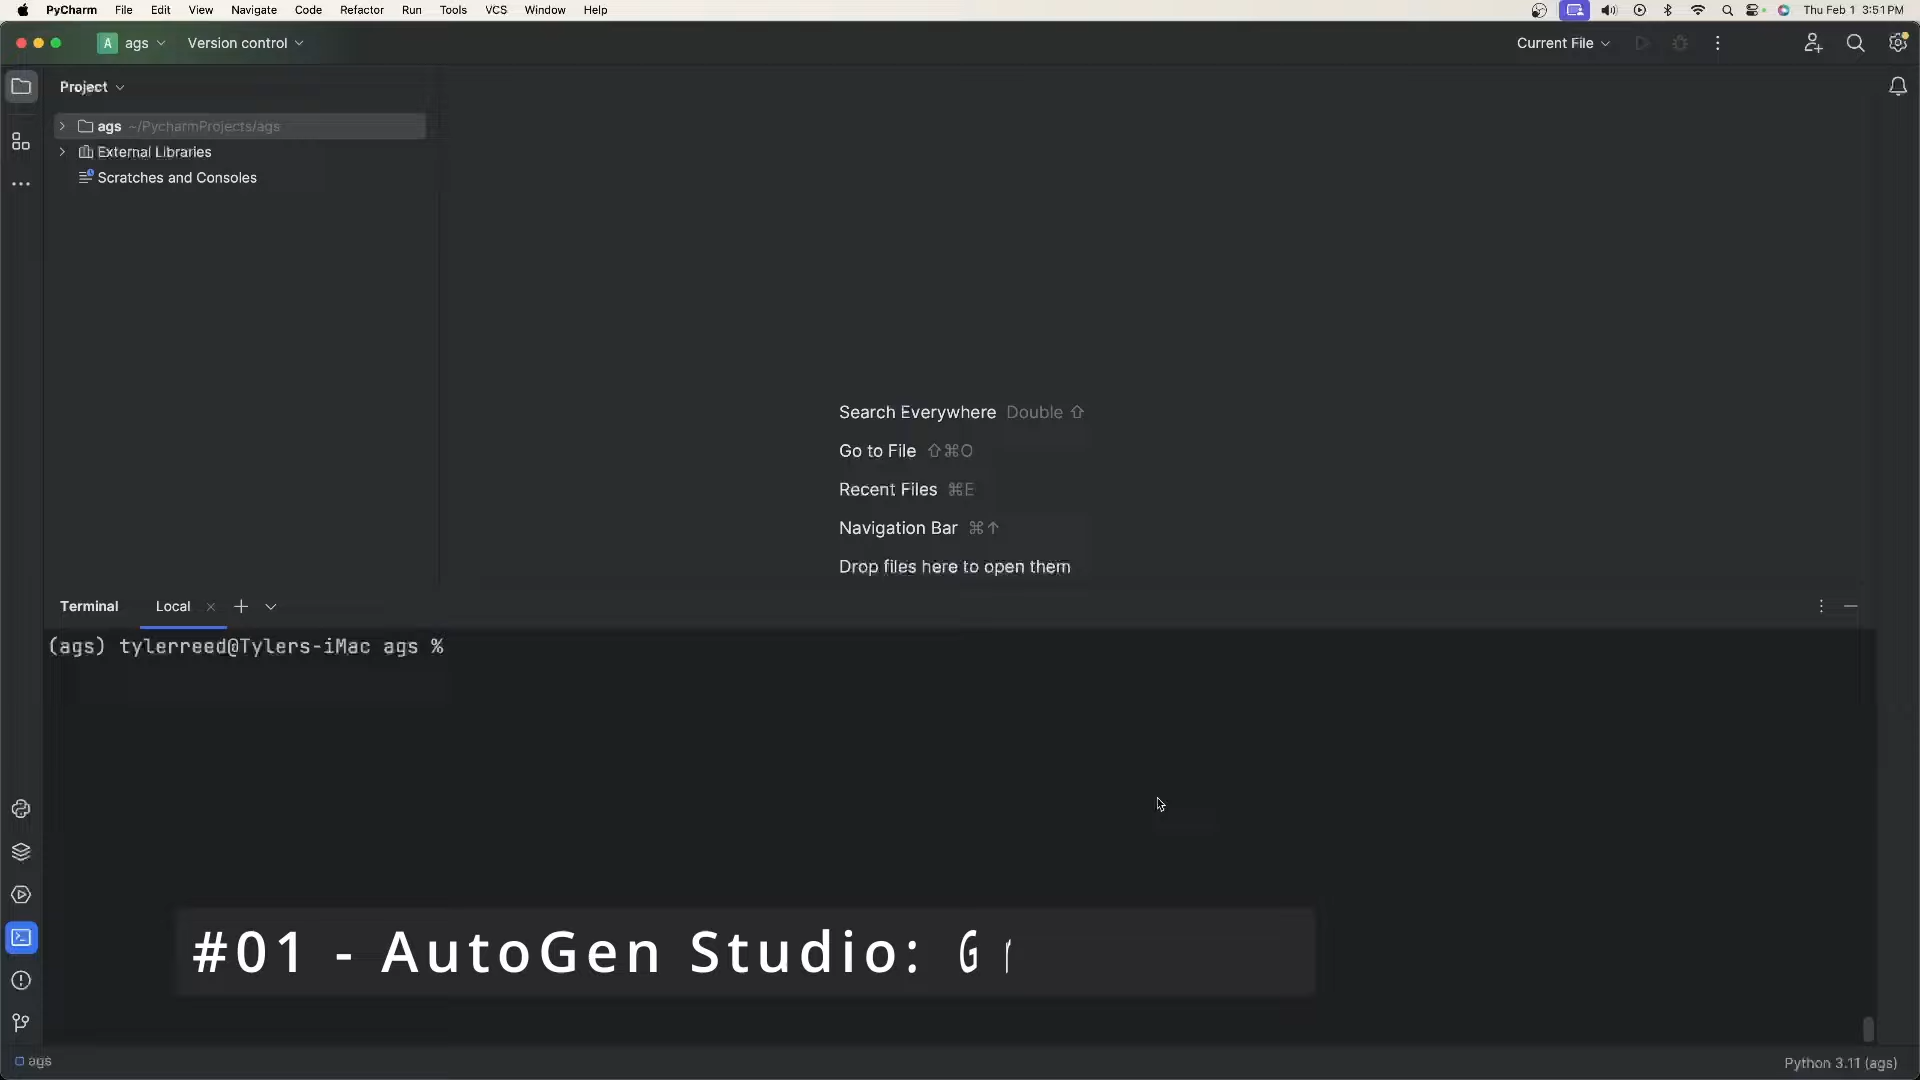 PyCharm File Edit View Navigate Code Refactor Run Tools VCS Window Help Thu Feb 1 3:51PM
A ags Version control Current File
Project
ags ~/PycharmProjects/ags
External Libraries
Scratches and Consoles
Search Everywhere Double ⇧
Go to File ⇧⌘O
Recent Files ⌘E
Navigation Bar ⌘↑
Drop files here to open them
Terminal Local
(ags) tylerreed@Tylers-iMac ags %
#01 - AutoGen Studio: G r
ags Python 3.11 (ags)